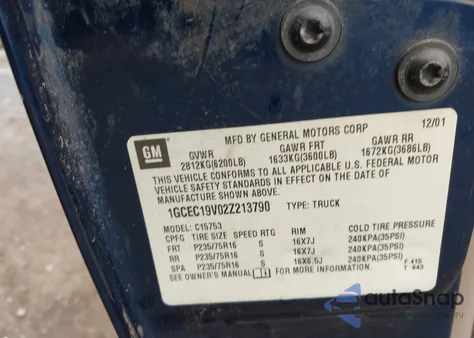 GM
MFD BY GENERAL MOTORS CORP 12/01
GVWR GAWR FRT GAWR RR
2812KG(6200LB) 1633KG(3600LB) 1672KG(3686LB)
THIS VEHICLE CONFORMS TO ALL APPLICABLE U.S. FEDERAL MOTOR
VEHICLE SAFETY STANDARDS IN EFFECT ON THE DATE OF
MANUFACTURE SHOWN ABOVE.
1GCEC19V02Z213790 TYPE: TRUCK
MODEL: C15753
CPFG TIRE SIZE SPEED RTG RIM COLD TIRE PRESSURE
FRT P235/75R16 S 16X7J 240KPA(35PSI)
RR P235/75R16 S 16X7J 240KPA(35PSI)
SPA P235/75R16 S 16X6.5J 240KPA(35PSI)
SEE OWNER'S MANUAL FOR MORE INFORMATION.
F 415
T 643
autoSnap